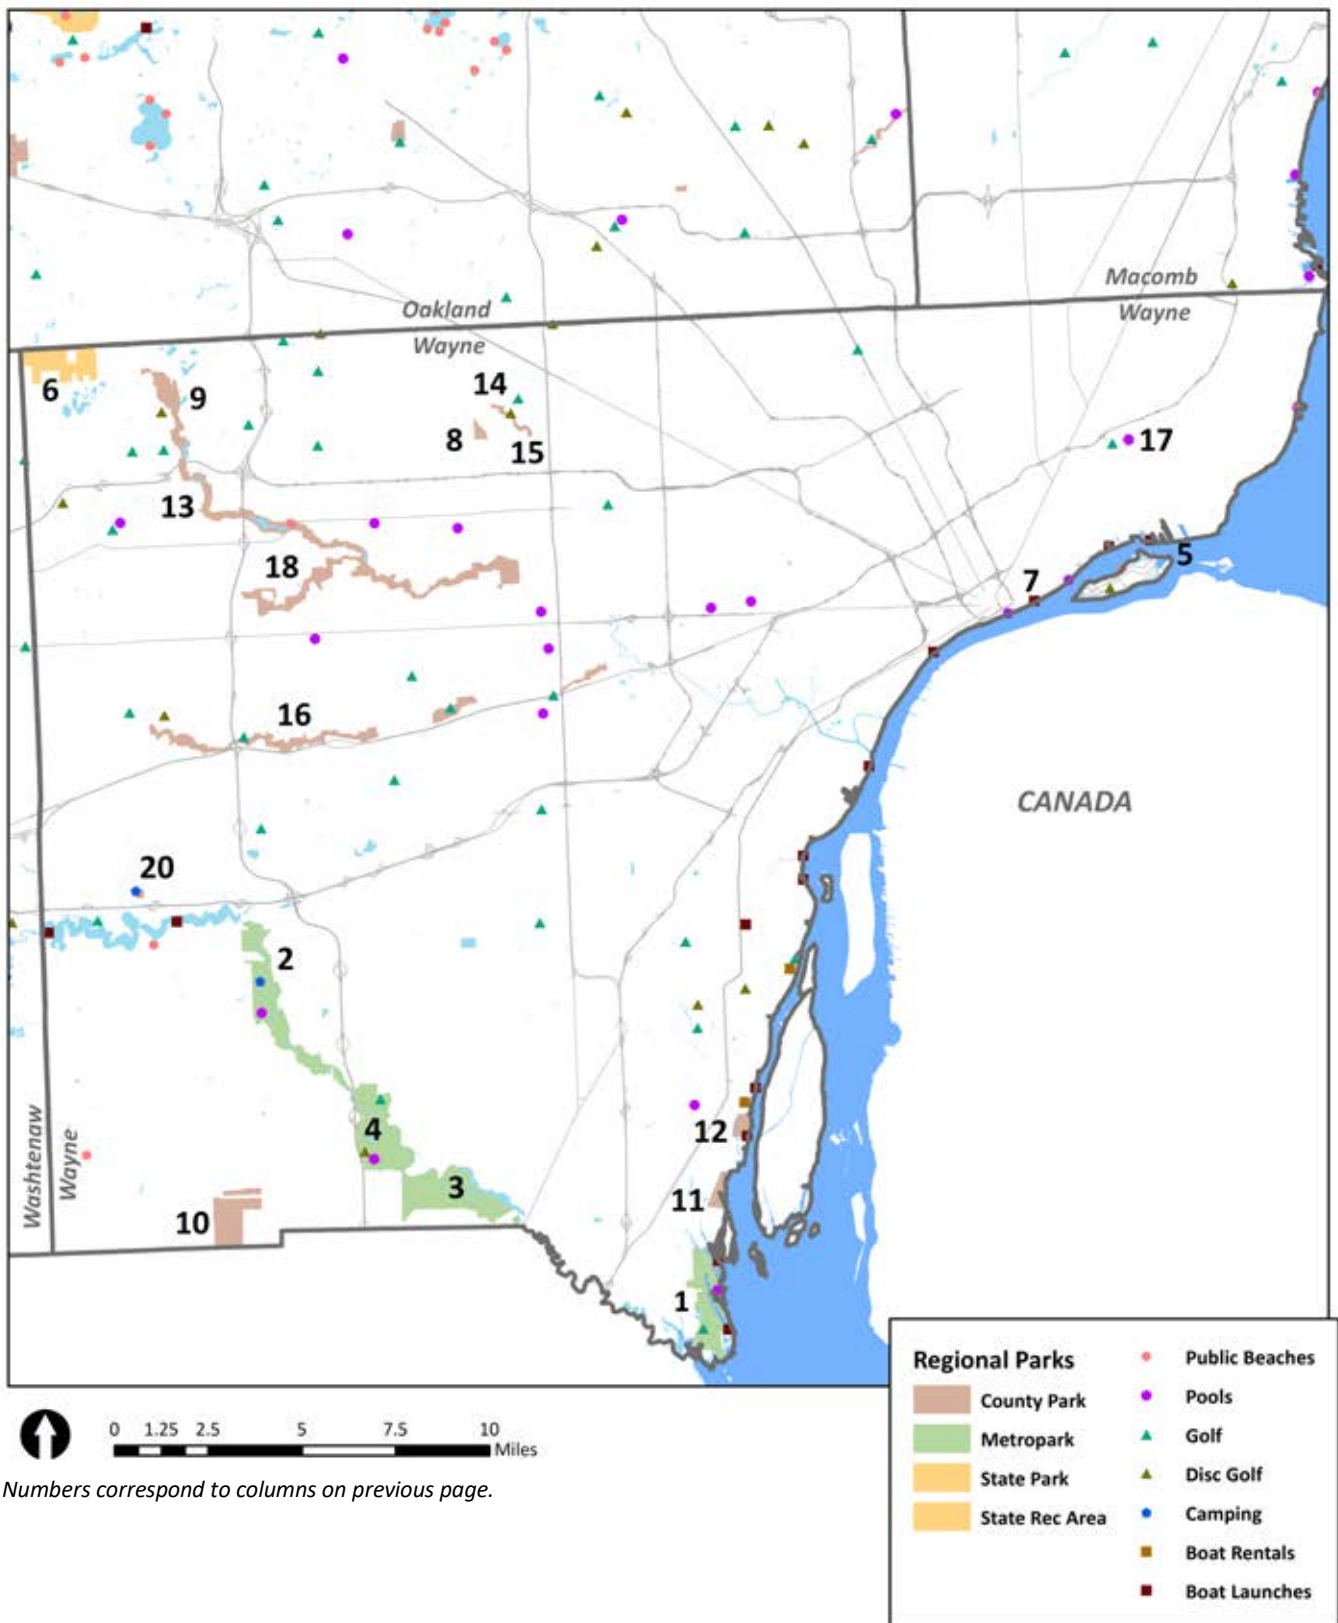 Macomb
Wayne
Oakland
Wayne
6
9
14
8
15
17
13
18
5
7
16
CANADA
20
2
Washtenaw
Wayne
4
12
3
11
10
1
Regional Parks
County Park
Metropark
State Park
State Rec Area
Public Beaches
Pools
Golf
Disc Golf
Camping
Boat Rentals
Boat Launches
0 1.25 2.5 5 7.5 10
Miles
Numbers correspond to columns on previous page.